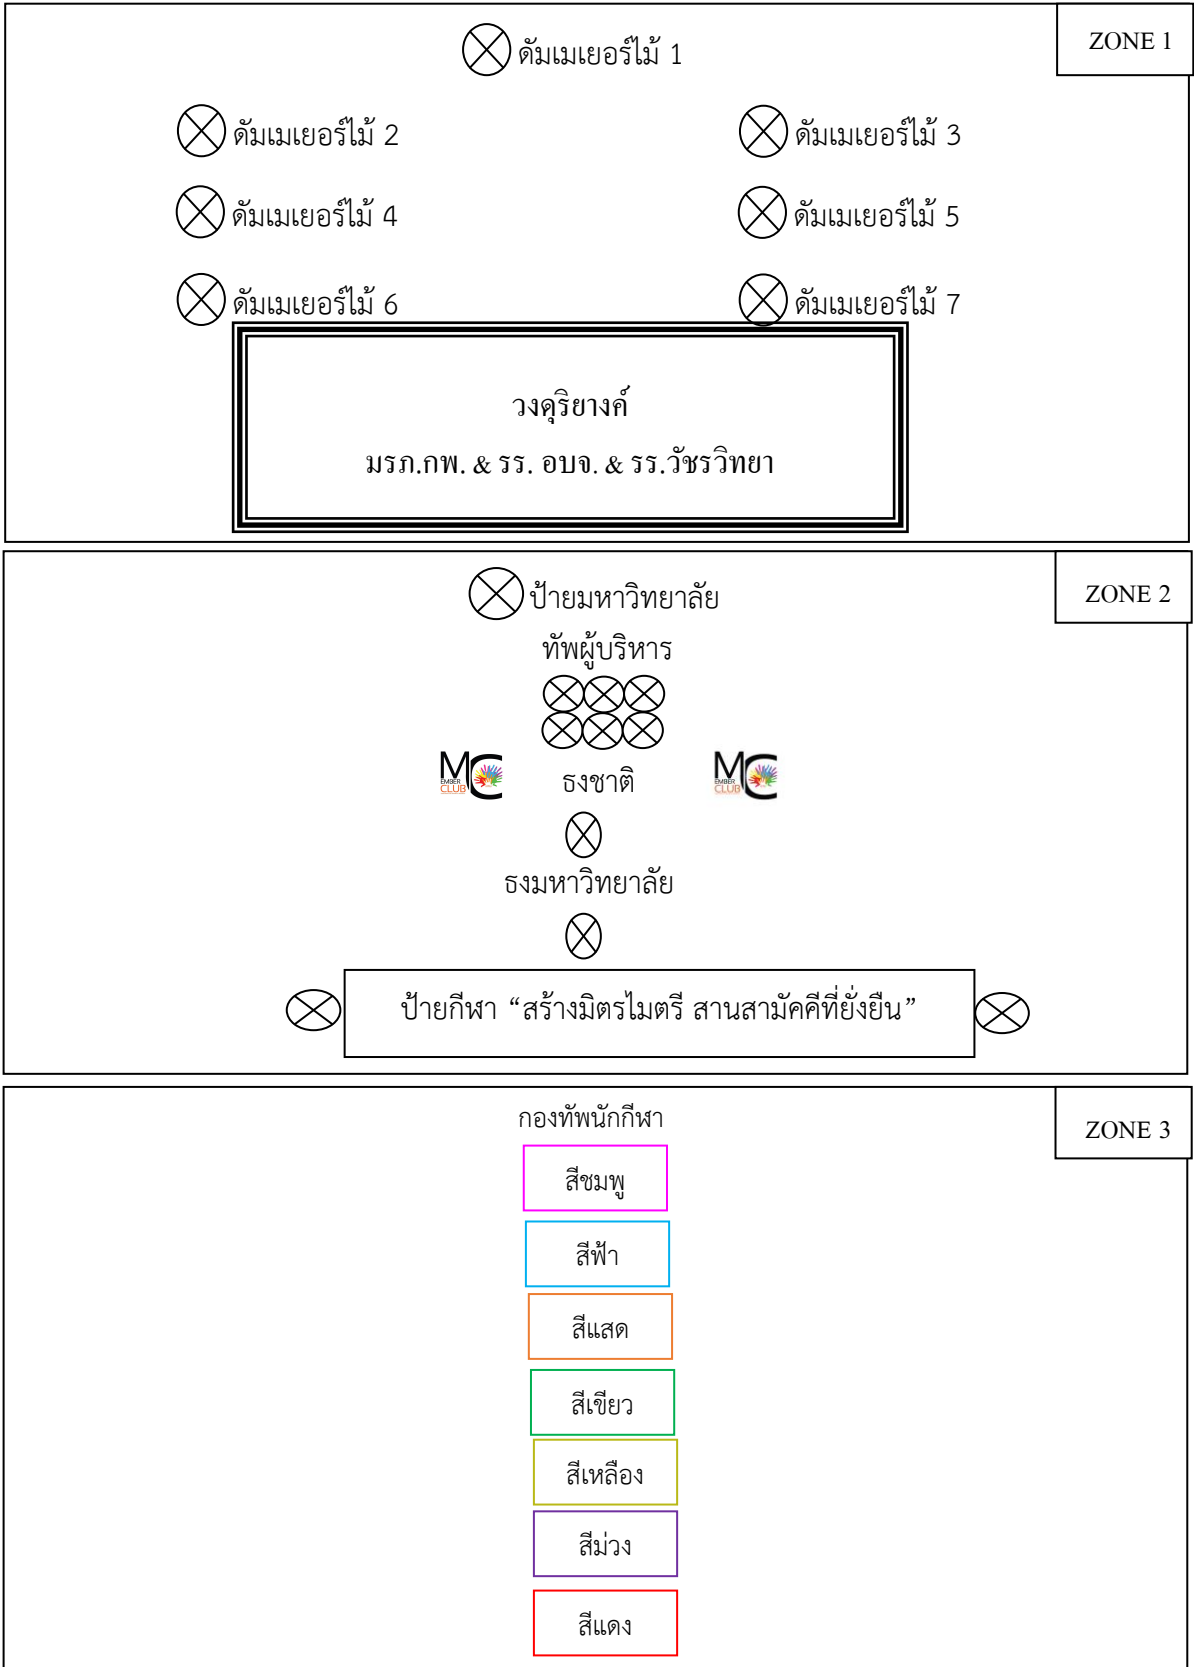 ZONE 1
ดัมเมเยอร์ไม้ 1
ดัมเมเยอร์ไม้ 2
ดัมเมเยอร์ไม้ 3
ดัมเมเยอร์ไม้ 4
ดัมเมเยอร์ไม้ 5
ดัมเมเยอร์ไม้ 6
ดัมเมเยอร์ไม้ 7
วงดุริยางค์
มรภ.กพ. & รร. อบจ. & รร.วัชรวิทยา
ZONE 2
ป้ายมหาวิทยาลัย
ทัพผู้บริหาร
MC
EMBER
CLUB
ธงชาติ
MC
EMBER
CLUB
ธงมหาวิทยาลัย
ป้ายกีฬา “สร้างมิตรไมตรี สานสามัคคีที่ยั่งยืน”
ZONE 3
กองทัพนักกีฬา
สีชมพู
สีฟ้า
สีแสด
สีเขียว
สีเหลือง
สีม่วง
สีแดง